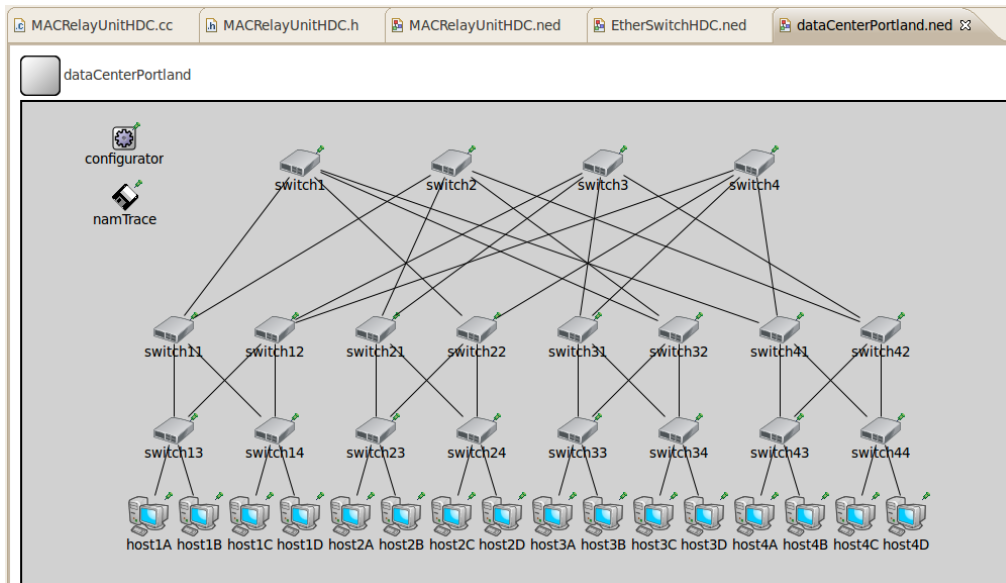 MACRelayUnitHDC.cc MACRelayUnitHDC.h MACRelayUnitHDC.ned EtherSwitchHDC.ned dataCenterPortland.ned
dataCenterPortland
configurator
namTrace
switch1 switch2 switch3 switch4
switch11 switch12 switch21 switch22 switch31 switch32 switch41 switch42
switch13 switch14 switch23 switch24 switch33 switch34 switch43 switch44
host1A host1B host1C host1D host2A host2B host2C host2D host3A host3B host3C host3D host4A host4B host4C host4D